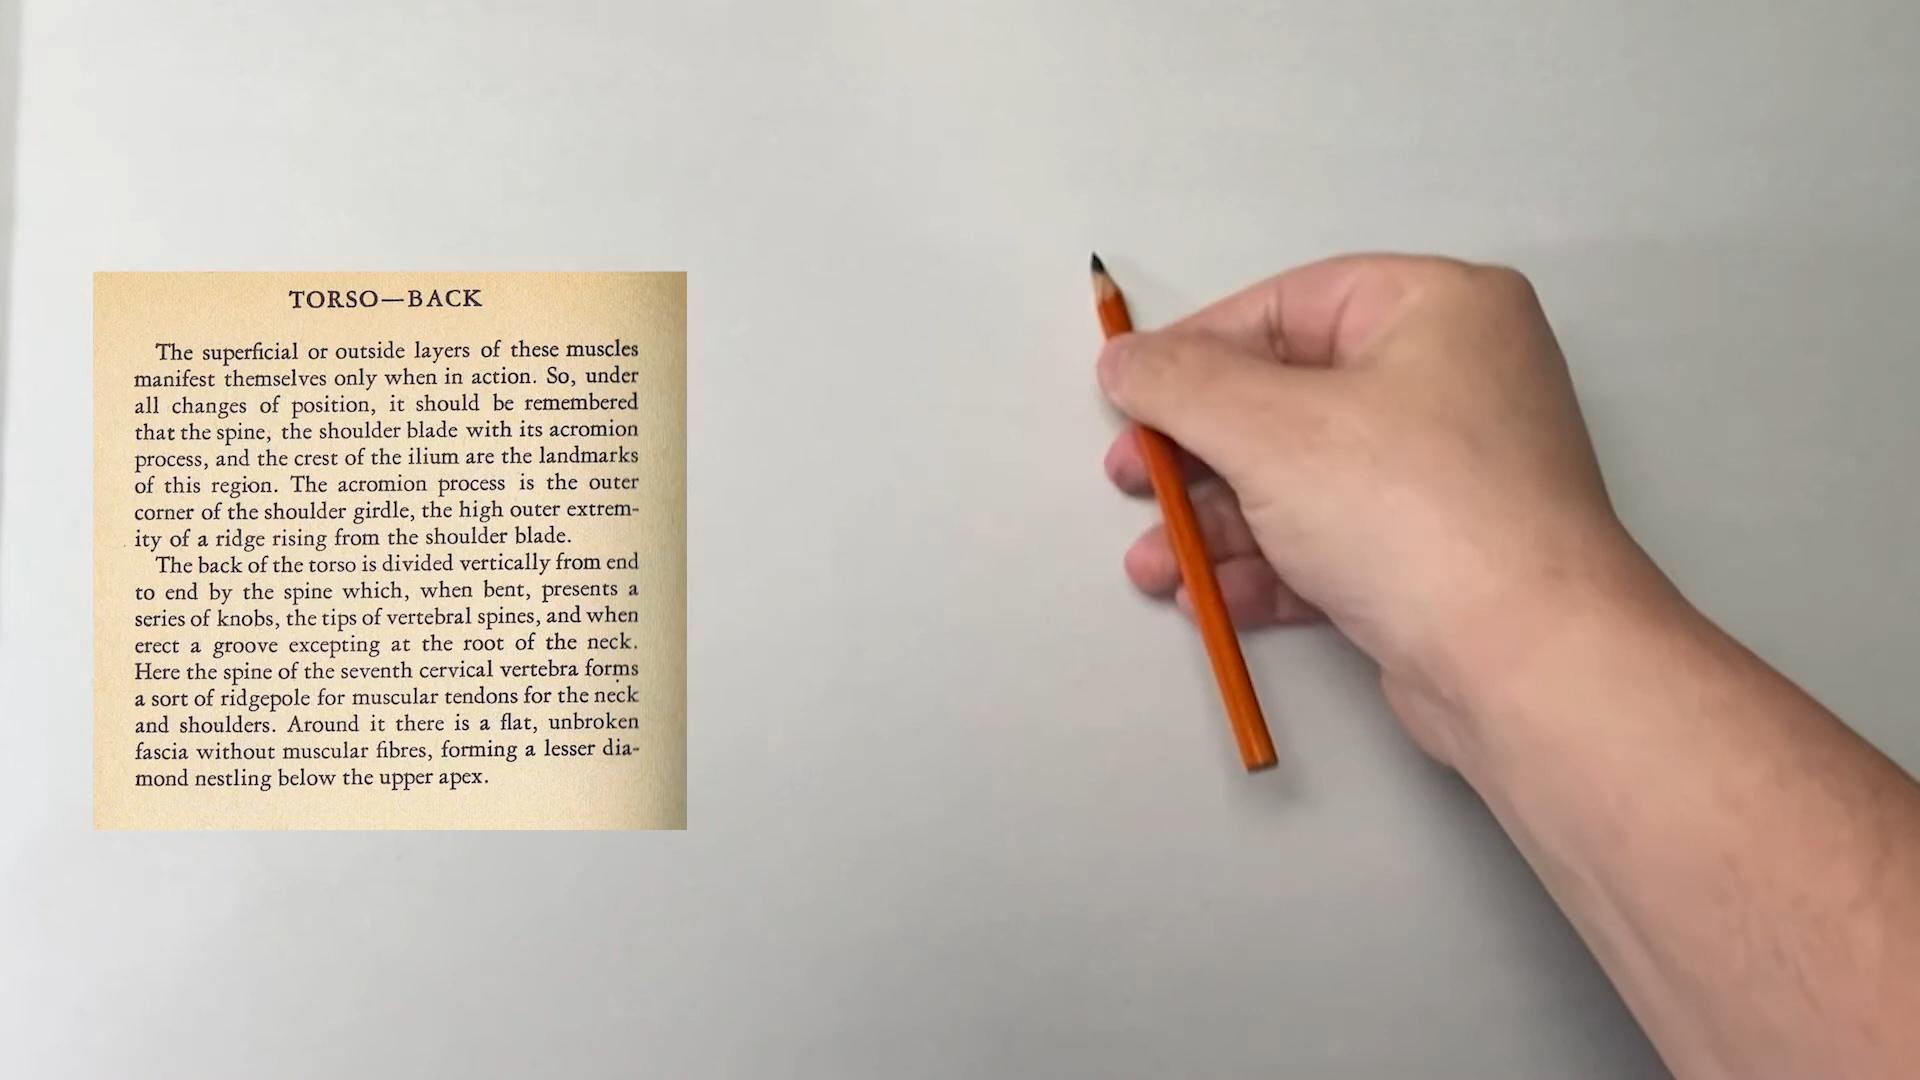 TORSO—BACK
The superficial or outside layers of these muscles
manifest themselves only when in action. So, under
all changes of position, it should be remembered
that the spine, the shoulder blade with its acromion
process, and the crest of the ilium are the landmarks
of this region. The acromion process is the outer
corner of the shoulder girdle, the high outer extrem-
ity of a ridge rising from the shoulder blade.
The back of the torso is divided vertically from end
to end by the spine which, when bent, presents a
series of knobs, the tips of vertebral spines, and when
erect a groove excepting at the root of the neck.
Here the spine of the seventh cervical vertebra forms
a sort of ridgepole for muscular tendons for the neck
and shoulders. Around it there is a flat, unbroken
fascia without muscular fibres, forming a lesser dia-
mond nestling below the upper apex.